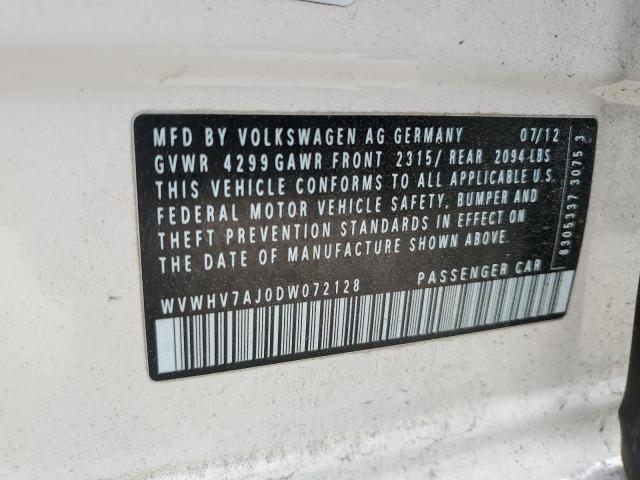 MFD BY VOLKSWAGEN AG GERMANY 07/12
GVWR 4299 GAWR FRONT 2315/ REAR 2094 LBS
THIS VEHICLE CONFORMS TO ALL APPLICABLE U.S.
FEDERAL MOTOR VEHICLE SAFETY, BUMPER AND
THEFT PREVENTION STANDARDS IN EFFECT ON
THE DATE OF MANUFACTURE SHOWN ABOVE.
WVWHV7AJ0DW072128 PASSENGER CAR
8305337 3075 3